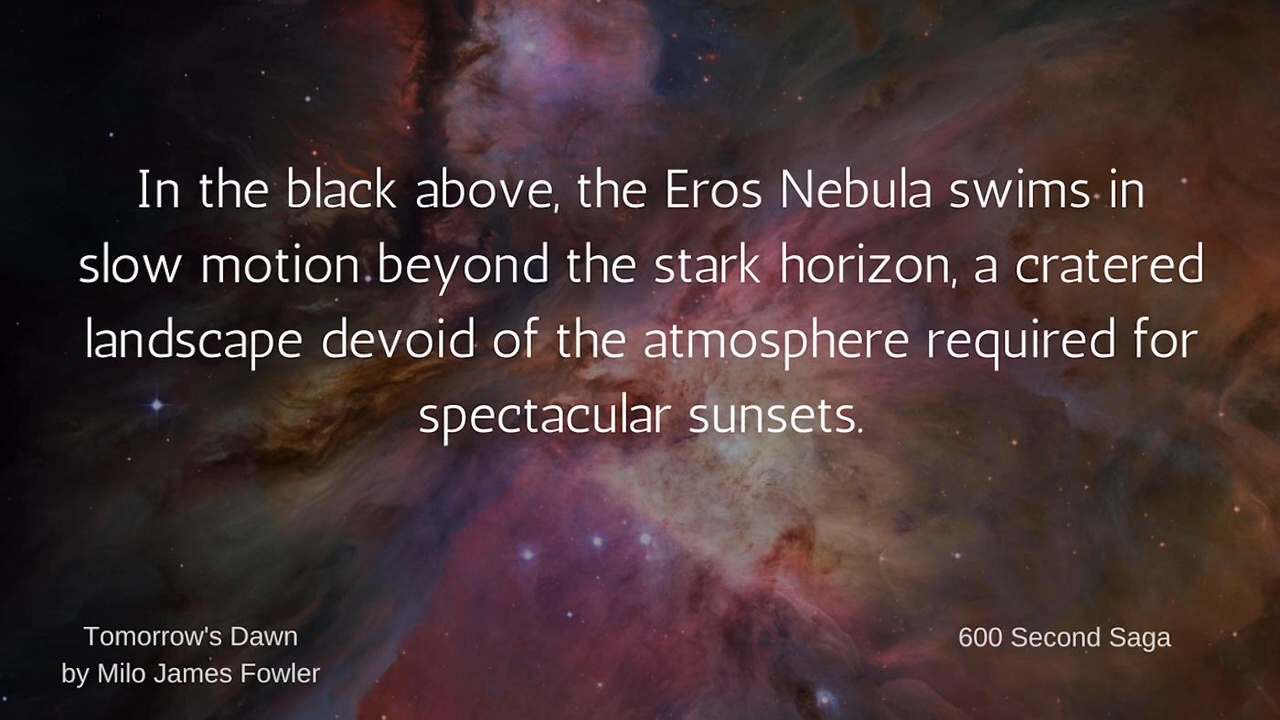 In the black above, the Eros Nebula swims in
slow motion beyond the stark horizon, a cratered
landscape devoid of the atmosphere required for
spectacular sunsets.
Tomorrow's Dawn
by Milo James Fowler
600 Second Saga